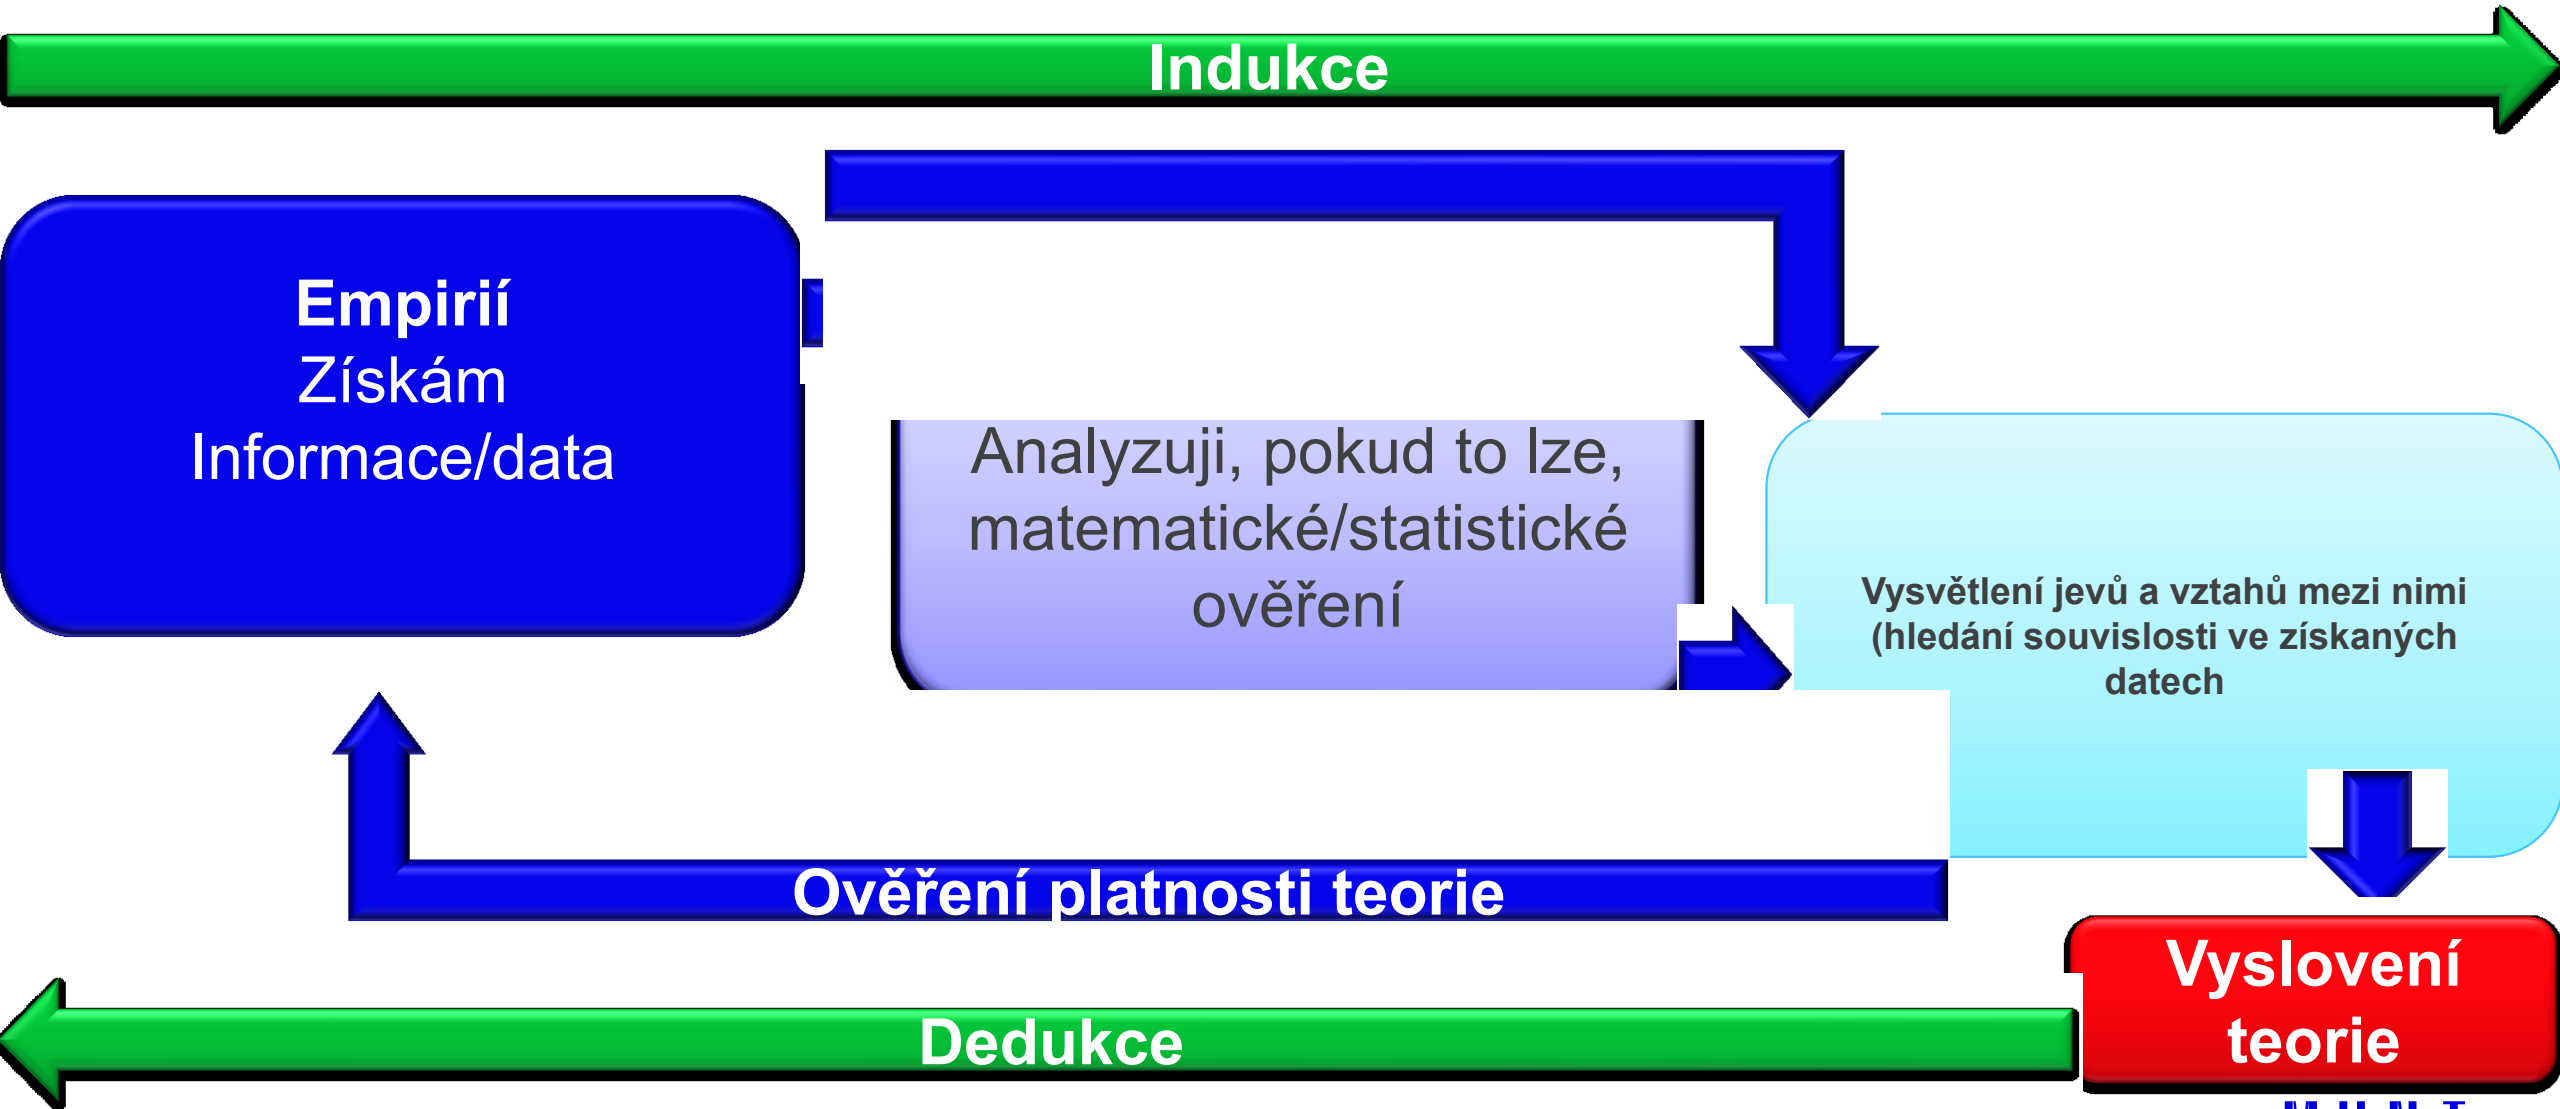 Indukce
Empirií
Získám
Informace/data
Analyzuji, pokud to lze,
matematické/statistické
ověření
Vysvětlení jevů a vztahů mezi nimi
(hledání souvislosti ve získaných
datech
Ověření platnosti teorie
Vyslovení
teorie
Dedukce